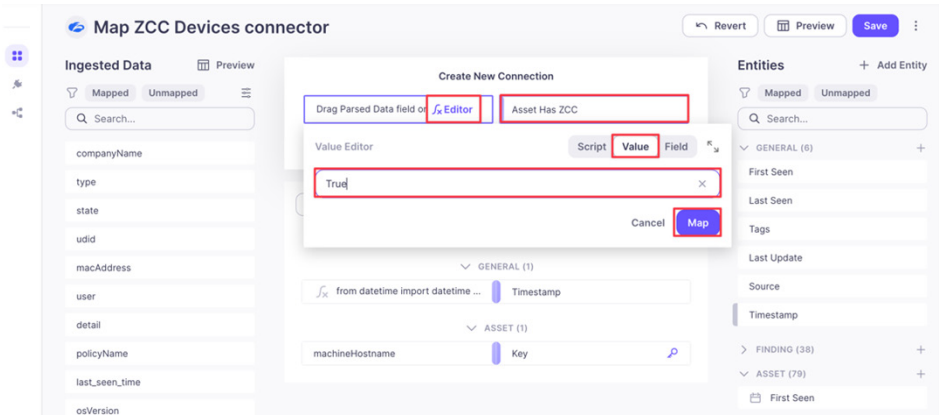 Map ZCC Devices connector
Revert
Preview
Save
Ingested Data
Preview
Mapped
Unmapped
Search...
companyName
type
state
udid
macAddress
user
detail
policyName
last_seen_time
osVersion
Create New Connection
Drag Parsed Data field or
fx Editor
Asset Has ZCC
Value Editor
Script
Value
Field
True
Cancel
Map
GENERAL (1)
fx from datetime import datetime ...
Timestamp
ASSET (1)
machineHostname
Key
Entities
+ Add Entity
Mapped
Unmapped
Search...
GENERAL (6)
First Seen
Last Seen
Tags
Last Update
Source
Timestamp
FINDING (38)
ASSET (79)
First Seen